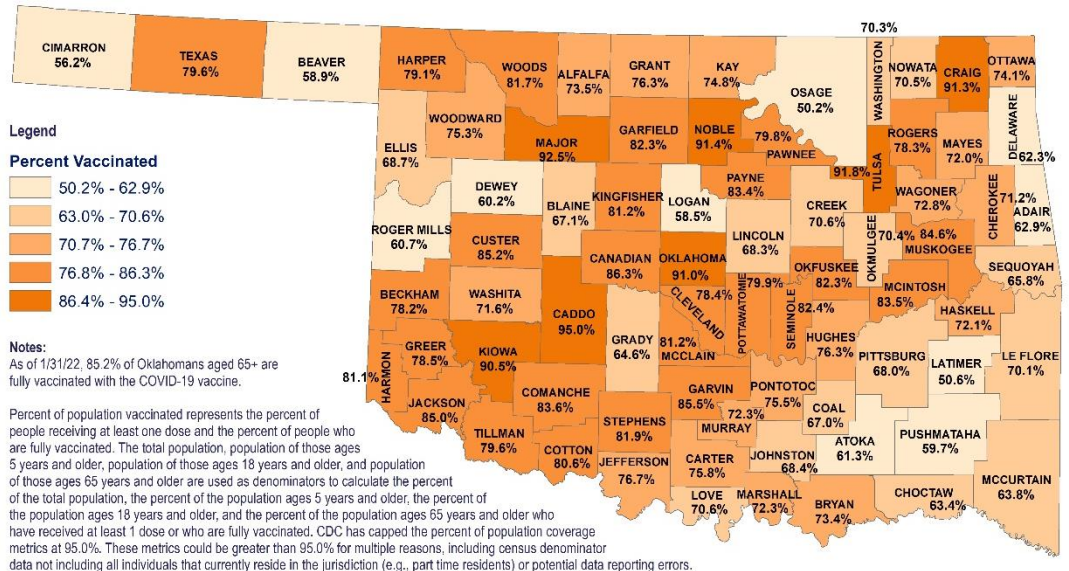 70.3%
CIMARRON
56.2%
TEXAS
79.6%
BEAVER
58.9%
HARPER
79.1%
WOODS
81.7%
ALFALFA
73.5%
GRANT
76.3%
KAY
74.8%
OSAGE
50.2%
WASHINGTON
NOWATA
70.5%
CRAIG
91.3%
OTTAWA
74.1%
WOODWARD
75.3%
ELLIS
68.7%
MAJOR
92.5%
GARFIELD
82.3%
NOBLE
91.4%
79.8%
PAWNEE
ROGERS
78.3%
MAYES
72.0%
DELAWARE
62.3%
Legend
Percent Vaccinated
50.2% - 62.9%
63.0% - 70.6%
70.7% - 76.7%
76.8% - 86.3%
86.4% - 95.0%
DEWEY
60.2%
BLAINE
67.1%
KINGFISHER
81.2%
LOGAN
58.5%
PAYNE
83.4%
91.8%
TULSA
CREEK
70.6%
WAGONER
72.8%
CHEROKEE
71.2%
ADAIR
62.9%
ROGER MILLS
60.7%
CUSTER
85.2%
CANADIAN
86.3%
OKLAHOMA
91.0%
LINCOLN
68.3%
OKMULGEE
70.4%
84.6%
MUSKOGEE
SEQUOYAH
65.8%
BECKHAM
78.2%
WASHITA
71.6%
CADDO
95.0%
GRADY
64.6%
78.4%
CLEVELAND
79.9%
POTTAWATOMIE
SEMINOLE
82.4%
OKFUSKEE
82.3%
MCINTOSH
83.5%
HASKELL
72.1%
GREER
78.5%
KIOWA
90.5%
81.2%
MCCLAIN
HUGHES
76.3%
PITTSBURG
68.0%
LATIMER
50.6%
LE FLORE
70.1%
81.1%
HARMON
JACKSON
85.0%
COMANCHE
83.6%
GARVIN
85.5%
PONTOTOC
75.5%
COAL
67.0%
TILLMAN
79.6%
STEPHENS
81.9%
72.3%
MURRAY
ATOKA
61.3%
PUSHMATAHA
59.7%
COTTON
80.6%
JEFFERSON
76.7%
CARTER
75.8%
JOHNSTON
68.4%
MCCURTAIN
63.8%
LOVE
70.6%
MARSHALL
72.3%
BRYAN
73.4%
CHOCTAW
63.4%
Notes:
As of 1/31/22, 85.2% of Oklahomans aged 65+ are
fully vaccinated with the COVID-19 vaccine.
Percent of population vaccinated represents the percent of
people receiving at least one dose and the percent of people who
are fully vaccinated. The total population, population of those ages
5 years and older, population of those ages 18 years and older, and population
of those ages 65 years and older are used as denominators to calculate the percent
of the total population, the percent of the population ages 5 years and older, the percent of
the population ages 18 years and older, and the percent of the population ages 65 years and older who
have received at least 1 dose or who are fully vaccinated. CDC has capped the percent of population coverage
metrics at 95.0%. These metrics could be greater than 95.0% for multiple reasons, including census denominator
data not including all individuals that currently reside in the jurisdiction (e.g., part time residents) or potential data reporting errors.